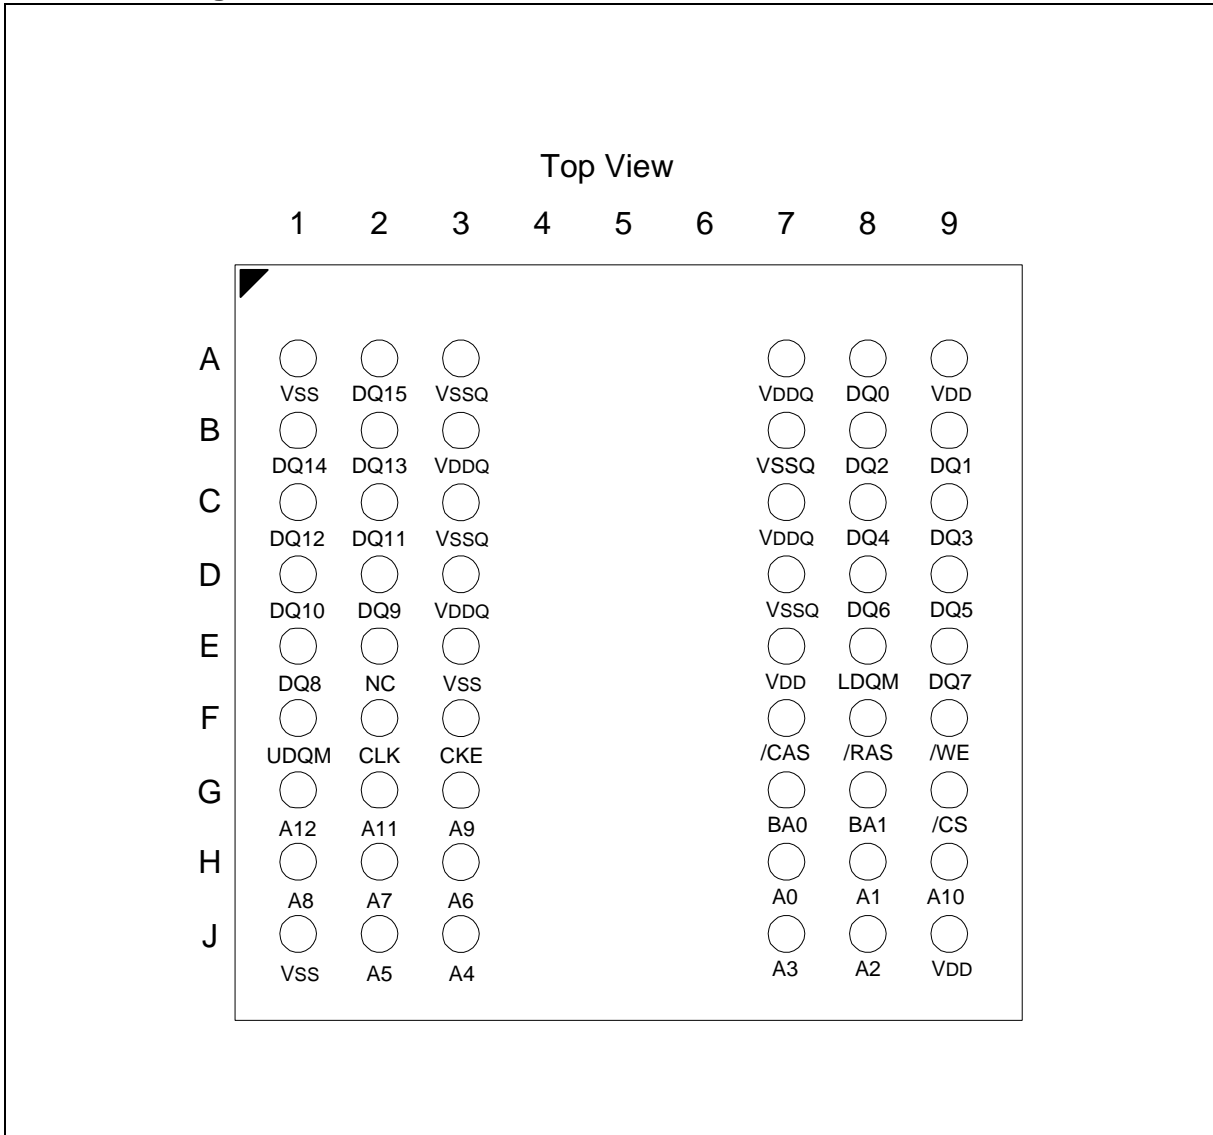 Top View
1 2 3 4 5 6 7 8 9
A
VSS DQ15 VSSQ VDDQ DQ0 VDD
B
DQ14 DQ13 VDDQ VSSQ DQ2 DQ1
C
DQ12 DQ11 VSSQ VDDQ DQ4 DQ3
D
DQ10 DQ9 VDDQ VSSQ DQ6 DQ5
E
DQ8 NC VSS VDD LDQM DQ7
F
UDQM CLK CKE /CAS /RAS /WE
G
A12 A11 A9 BA0 BA1 /CS
H
A8 A7 A6 A0 A1 A10
J
VSS A5 A4 A3 A2 VDD